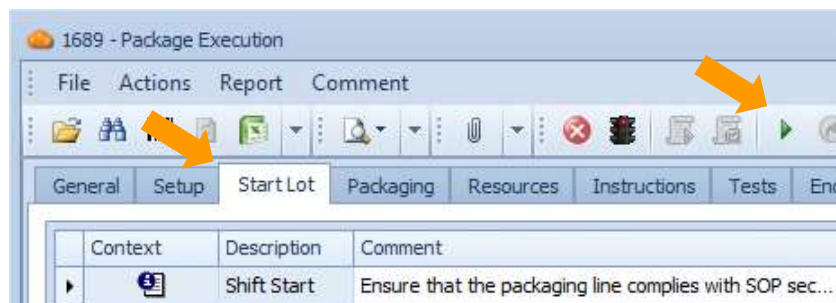 1689 - Package Execution
File Actions Report Comment
General Setup Start Lot Packaging Resources Instructions Tests
Context Description Comment
Shift Start Ensure that the packaging line complies with SOP sec...